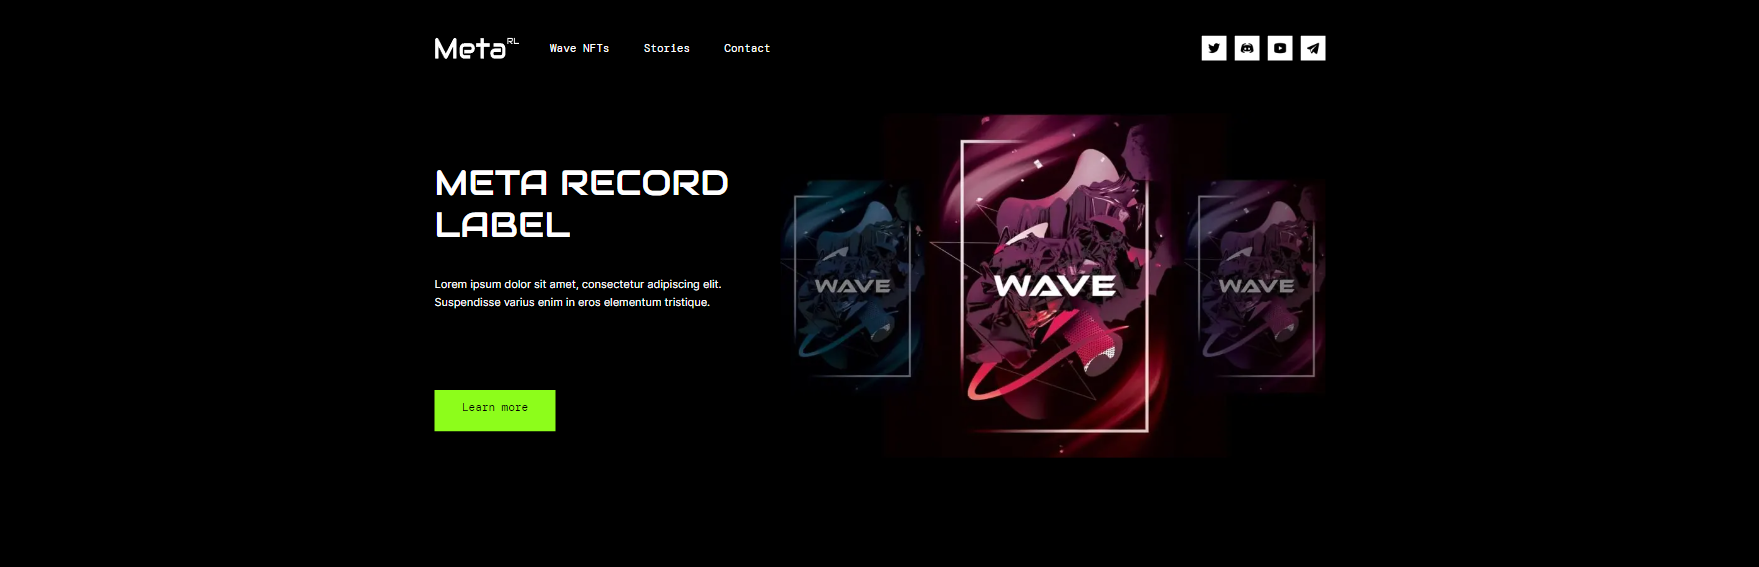 Meta RL
Wave NFTs
Stories
Contact
META RECORD
LABEL
Lorem ipsum dolor sit amet, consectetur adipiscing elit.
Suspendisse varius enim in eros elementum tristique.
Learn more
WAVE
WAVE
WAVE